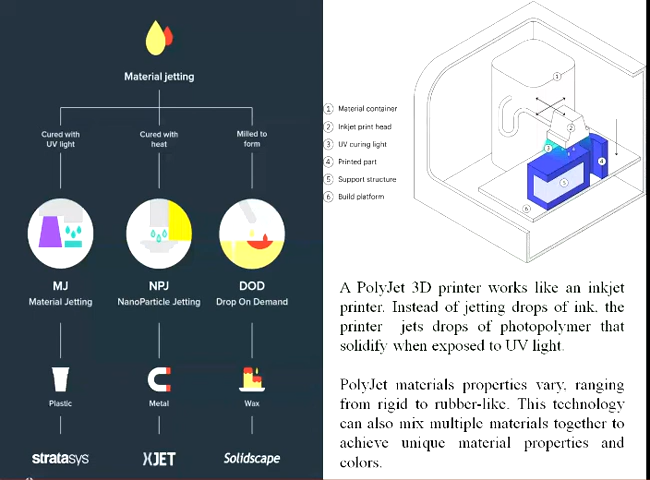 Material jetting
Cured with
UV light
Cured with
heat
Milled to
form
MJ
Material Jetting
NPJ
NanoParticle Jetting
DOD
Drop On Demand
Plastic
Metal
Wax
stratasys
XJET
Solidscape
1 Material container
2 Inkjet print head
3 UV curing light
4 Printed part
5 Support structure
6 Build platform
1
2
3
4
5
6
A PolyJet 3D printer works like an inkjet
printer. Instead of jetting drops of ink. the
printer jets drops of photopolymer that
solidify when exposed to UV light.
PolyJet materials properties vary, ranging
from rigid to rubber-like. This technology
can also mix multiple materials together to
achieve unique material properties and
colors.